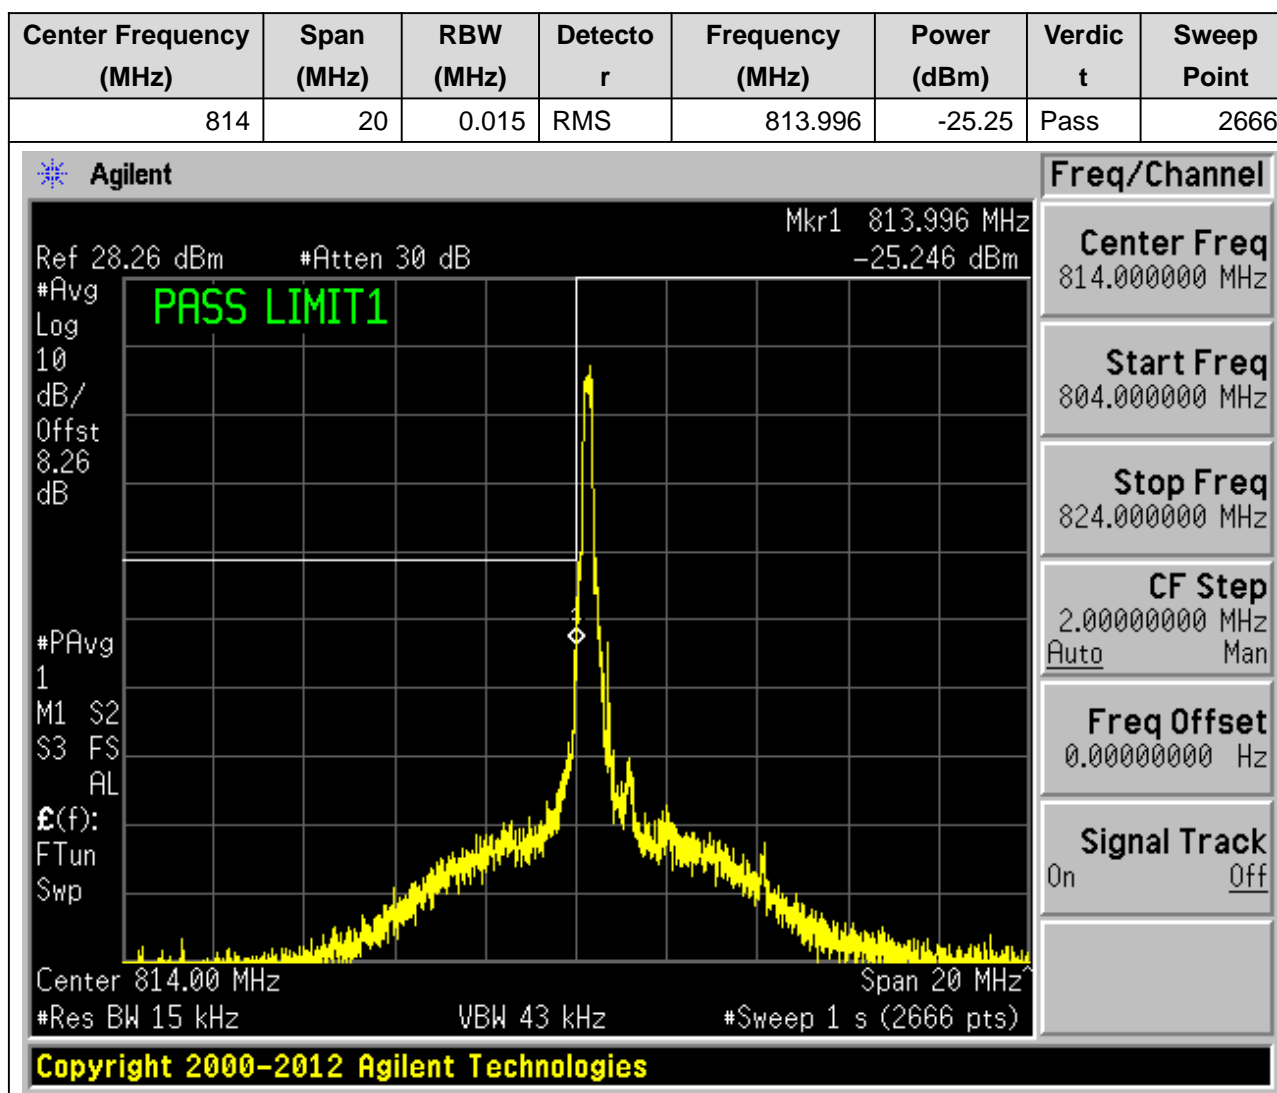 Center Frequency (MHz) Span (MHz) RBW (MHz) Detecto r Frequency (MHz) Power (dBm) Verdic t Sweep Point
814 20 0.015 RMS 813.996 -25.25 Pass 2666
Agilent
Freq/Channel
Mkr1 813.996 MHz
Ref 28.26 dBm #Atten 30 dB -25.246 dBm
#Avg
Log
10
dB/
Offst
8.26
dB
PASS LIMIT1
1
#PAvg
1
M1 S2
S3 FS
AL
£(f):
FTun
Swp
Center 814.00 MHz Span 20 MHz^
#Res BW 15 kHz VBW 43 kHz #Sweep 1 s (2666 pts)
Center Freq
814.000000 MHz
Start Freq
804.000000 MHz
Stop Freq
824.000000 MHz
CF Step
2.00000000 MHz
Auto Man
Freq Offset
0.00000000 Hz
Signal Track
On Off
Copyright 2000-2012 Agilent Technologies